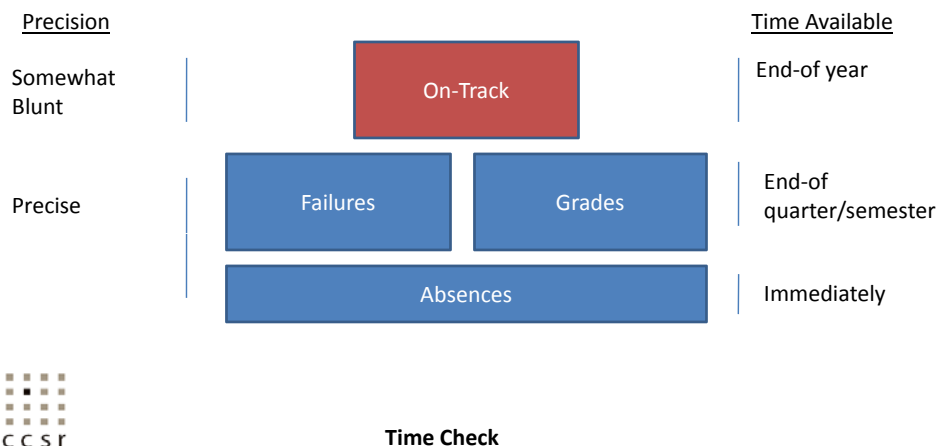 Precision
Time Available
Somewhat
Blunt
On-Track
End-of year
Precise
Failures
Grades
End-of
quarter/semester
Absences
Immediately
c c s r
Time Check